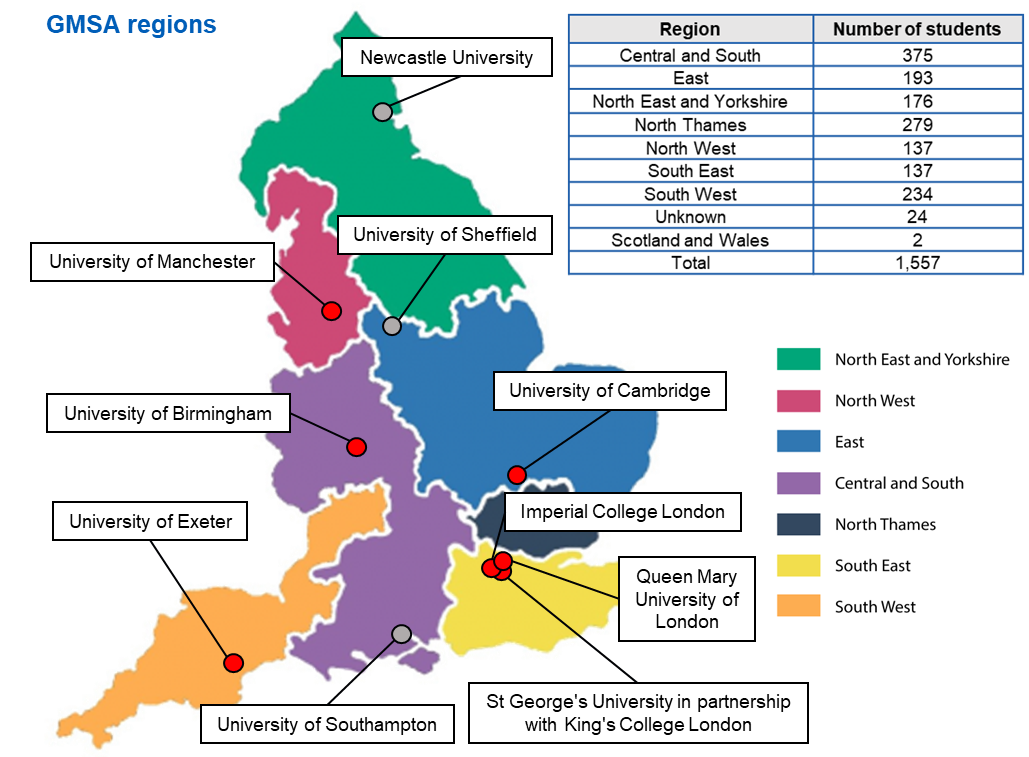 GMSA regions
Region Number of students
Central and South 375
East 193
North East and Yorkshire 176
North Thames 279
North West 137
South East 137
South West 234
Unknown 24
Scotland and Wales 2
Total 1,557
Newcastle University
University of Sheffield
University of Manchester
University of Cambridge
University of Birmingham
Imperial College London
University of Exeter
Queen Mary
University of
London
St George's University in partnership
with King's College London
University of Southampton
North East and Yorkshire
North West
East
Central and South
North Thames
South East
South West